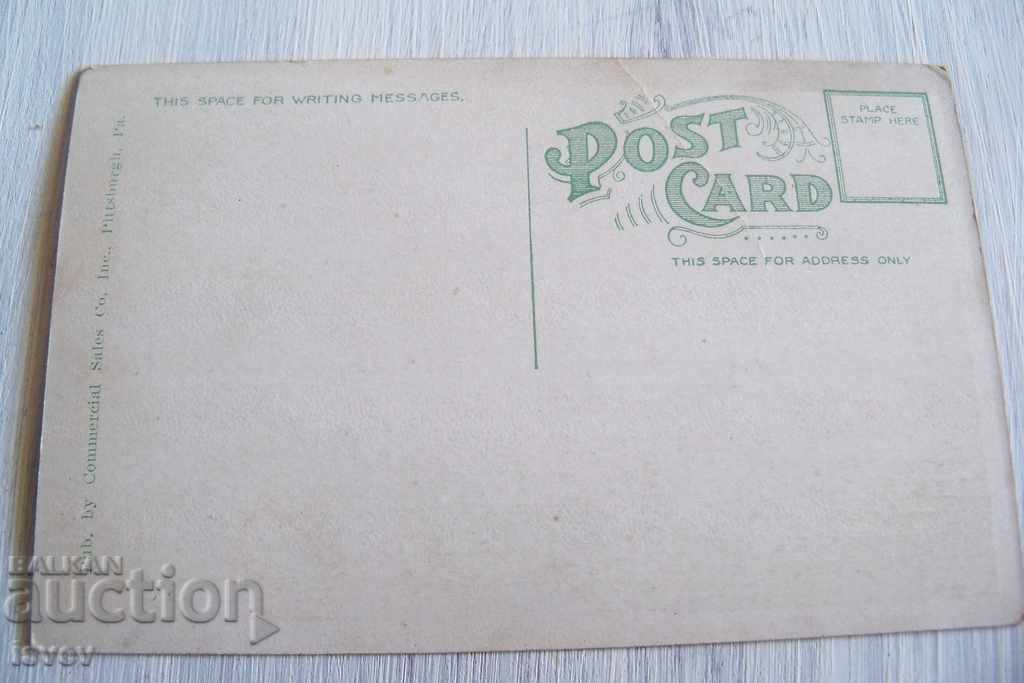 THIS SPACE FOR WRITING MESSAGES.
POST
CARD
PLACE
STAMP HERE
THIS SPACE FOR ADDRESS ONLY
by Commercial Sales Co. Inc., Pittsburgh, Pa.
BALKAN
auction
isvev